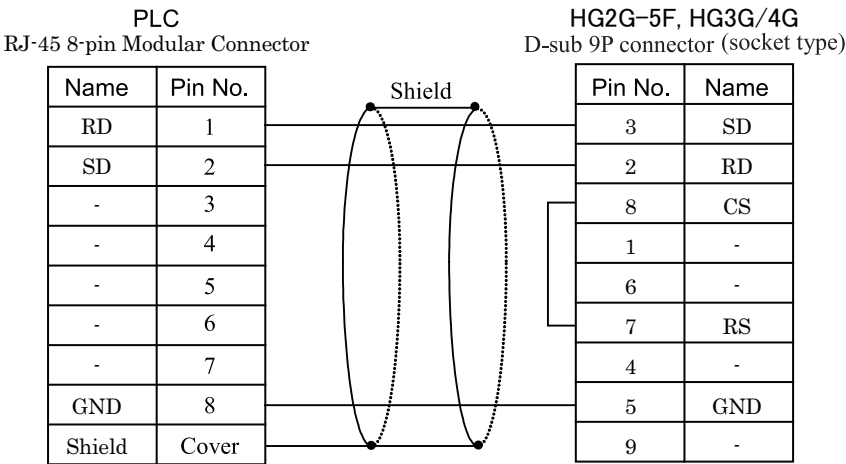 PLC
RJ-45 8-pin Modular Connector
HG2G-5F, HG3G/4G
D-sub 9P connector (socket type)
Name Pin No. Shield Pin No. Name
RD 1 3 SD
SD 2 2 RD
- 3 8 CS
- 4 1 -
- 5 6 -
- 6 7 RS
- 7 4 -
GND 8 5 GND
Shield Cover 9 -